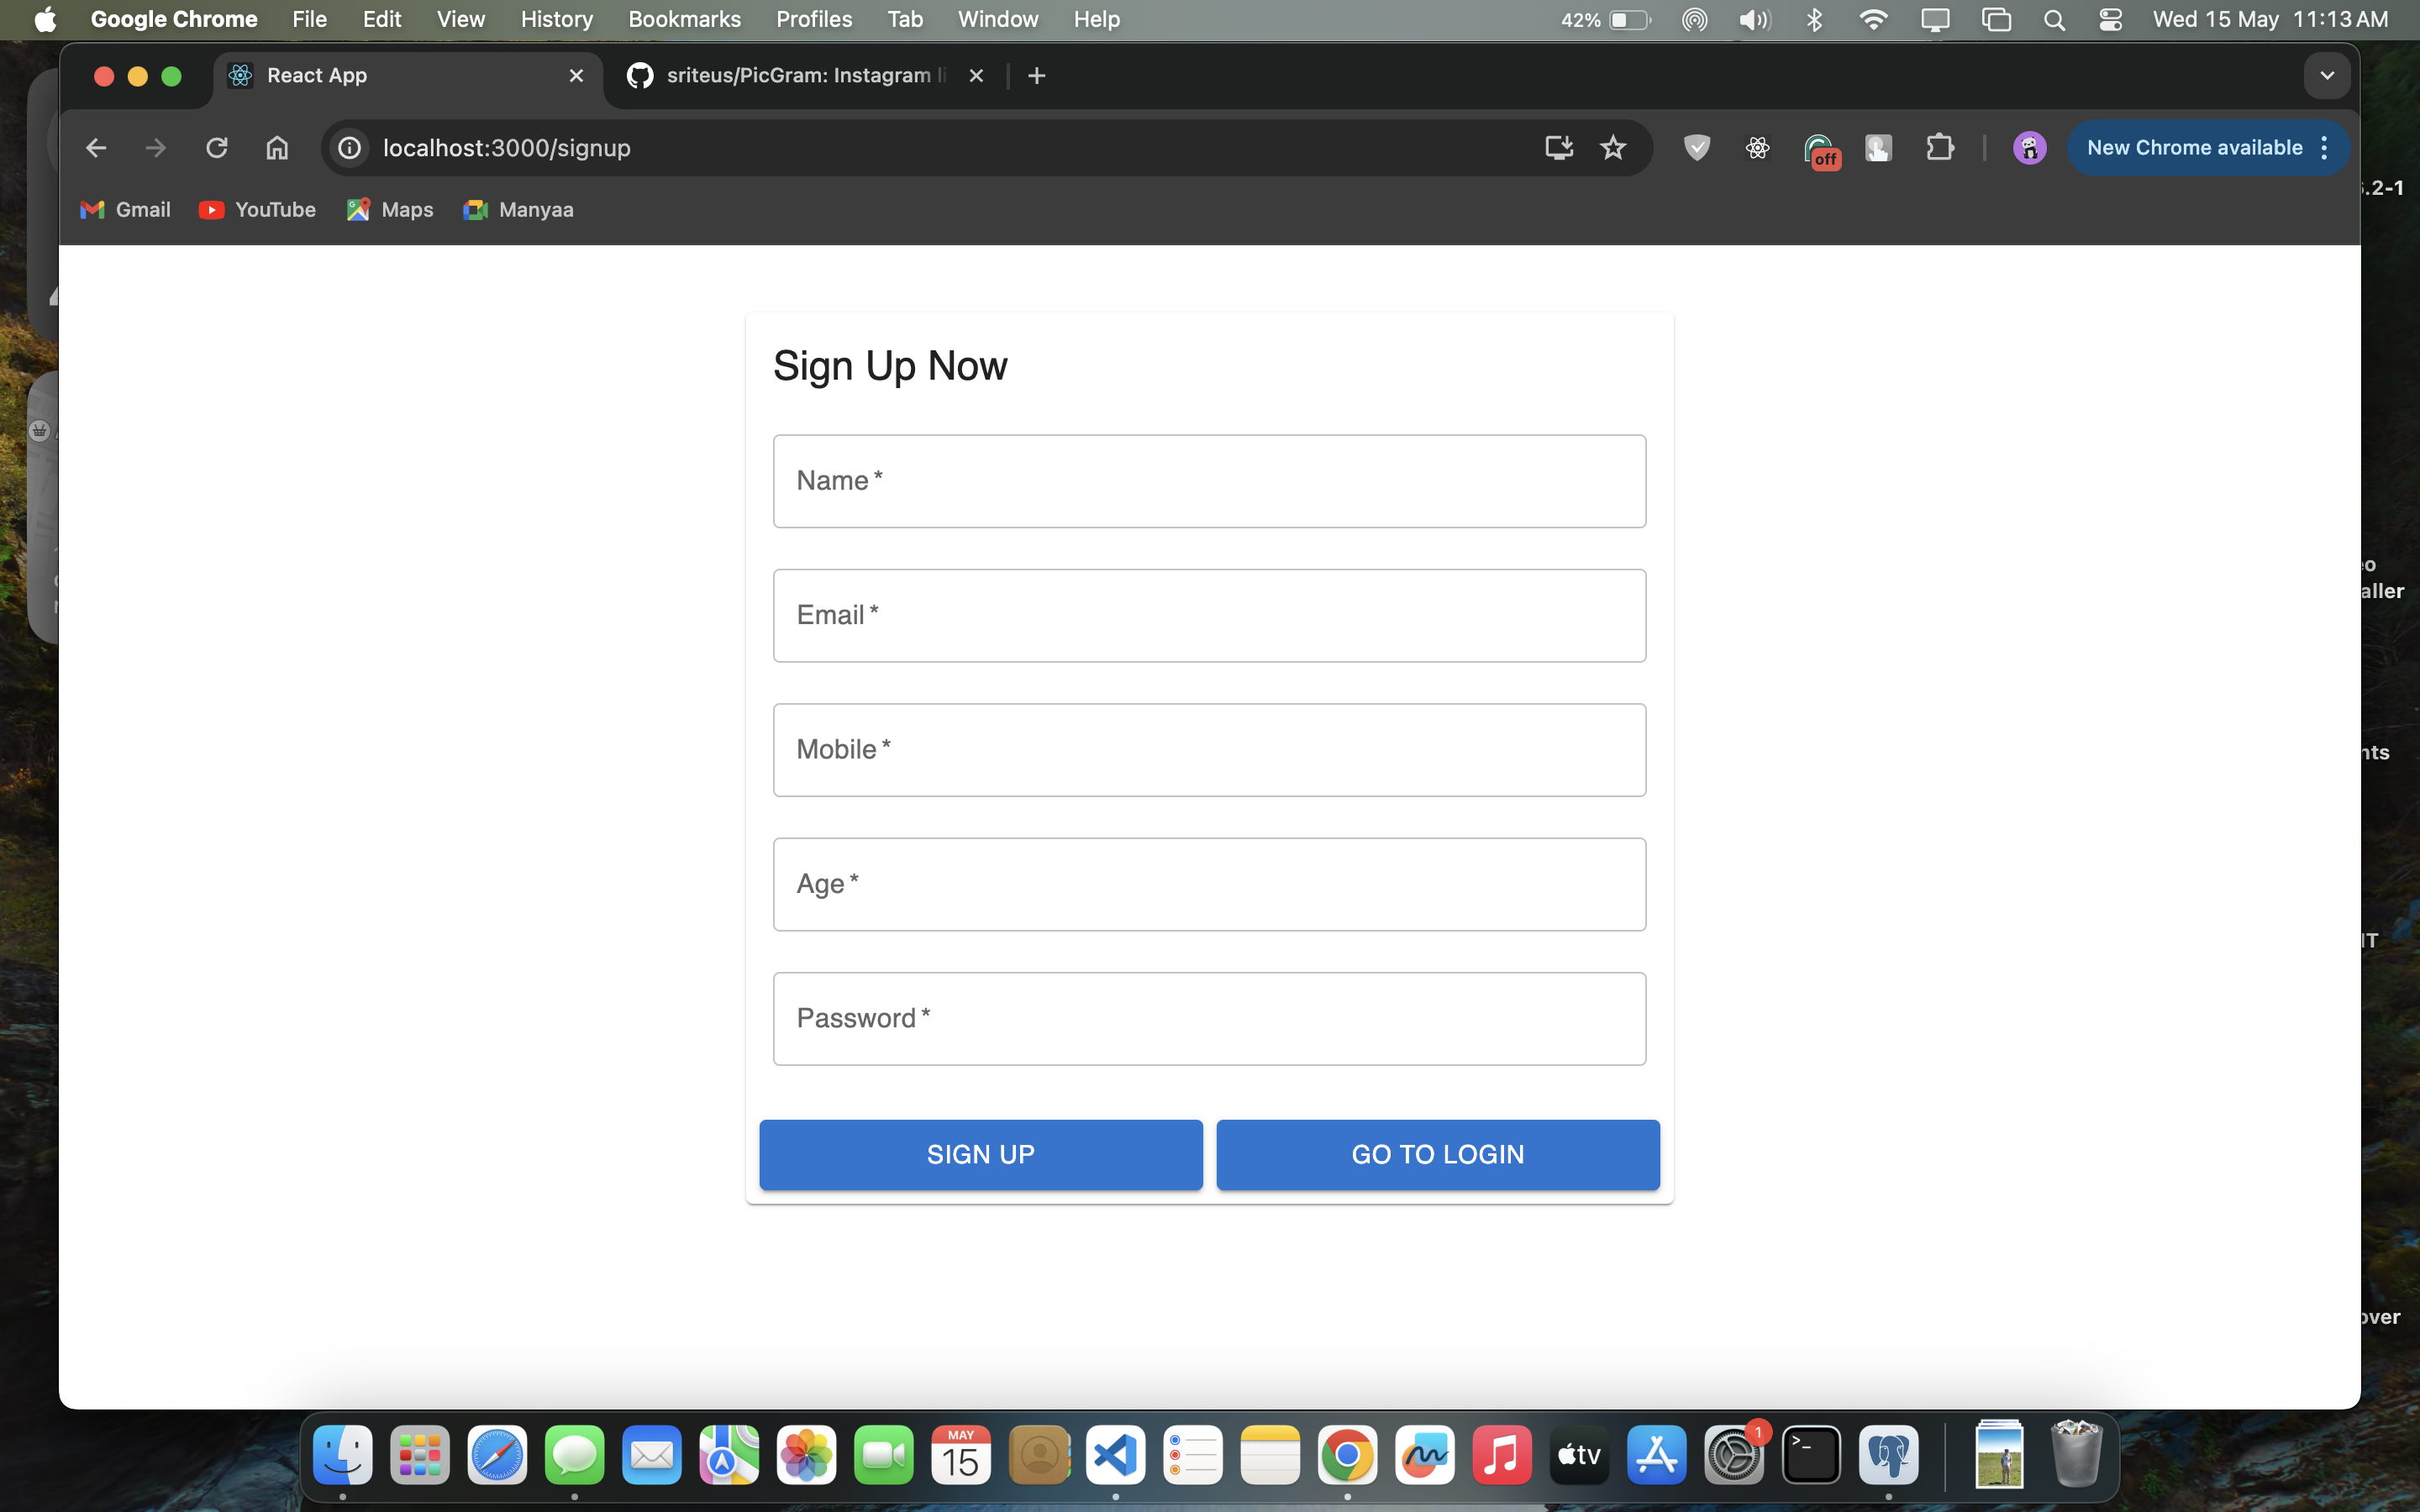 Google Chrome File Edit View History Bookmarks Profiles Tab Window Help 42% Wed 15 May 11:13 AM
React App sriteus/PicGram: Instagram li
localhost:3000/signup off New Chrome available
Gmail YouTube Maps Manyaa
.2-1
aller
nts
IT
over
Sign Up Now
Name *
Email *
Mobile *
Age *
Password *
SIGN UP GO TO LOGIN
MAY
15
tv
1
>_